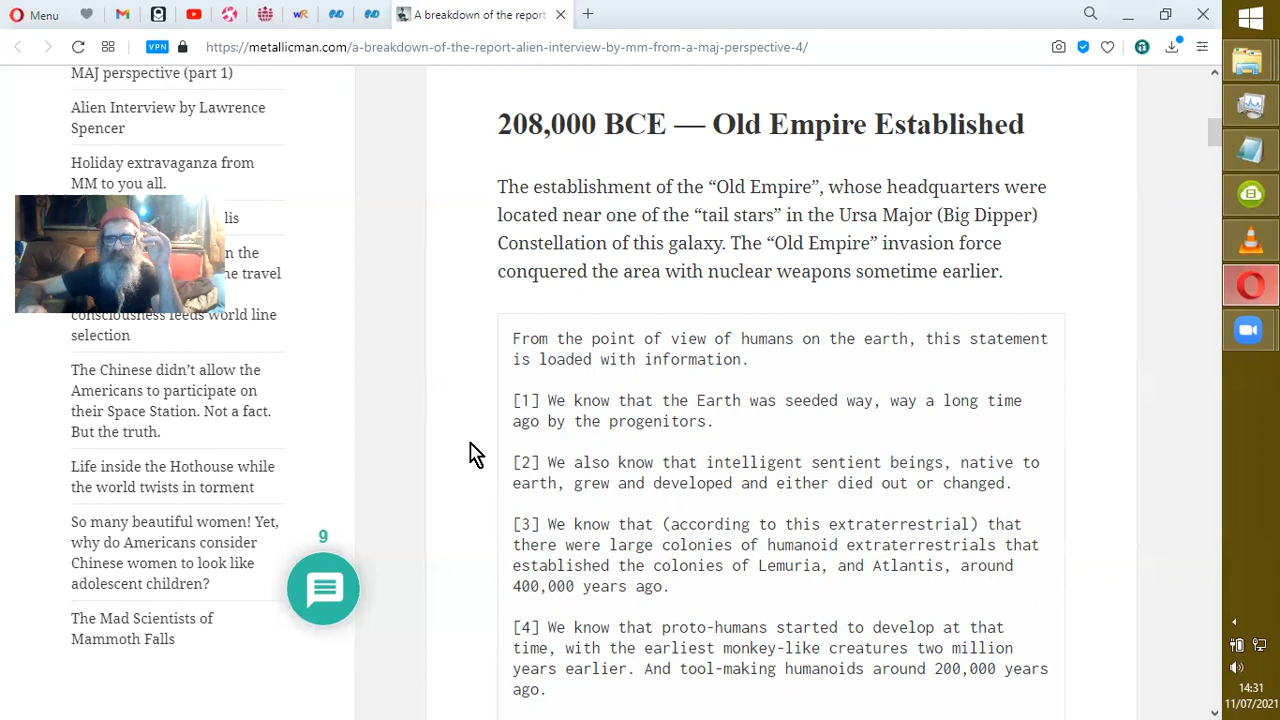 Menu
A breakdown of the report
https://metallicman.com/a-breakdown-of-the-report-alien-interview-by-mm-from-a-maj-perspective-4/
VPN
MAJ perspective (part 1)
Alien Interview by Lawrence
Spencer
Holiday extravaganza from
MM to you all.
lis
n the
ne travel
consciousness feeds world line
selection
The Chinese didn’t allow the
Americans to participate on
their Space Station. Not a fact.
But the truth.
Life inside the Hothouse while
the world twists in torment
So many beautiful women! Yet,
why do Americans consider
Chinese women to look like
adolescent children?
The Mad Scientists of
Mammoth Falls
9
208,000 BCE — Old Empire Established
The establishment of the “Old Empire”, whose headquarters were
located near one of the “tail stars” in the Ursa Major (Big Dipper)
Constellation of this galaxy. The “Old Empire” invasion force
conquered the area with nuclear weapons sometime earlier.
From the point of view of humans on the earth, this statement
is loaded with information.
[1] We know that the Earth was seeded way, way a long time
ago by the progenitors.
[2] We also know that intelligent sentient beings, native to
earth, grew and developed and either died out or changed.
[3] We know that (according to this extraterrestrial) that
there were large colonies of humanoid extraterrestrials that
established the colonies of Lemuria, and Atlantis, around
400,000 years ago.
[4] We know that proto-humans started to develop at that
time, with the earliest monkey-like creatures two million
years earlier. And tool-making humanoids around 200,000 years
ago.
14:31
11/07/2021